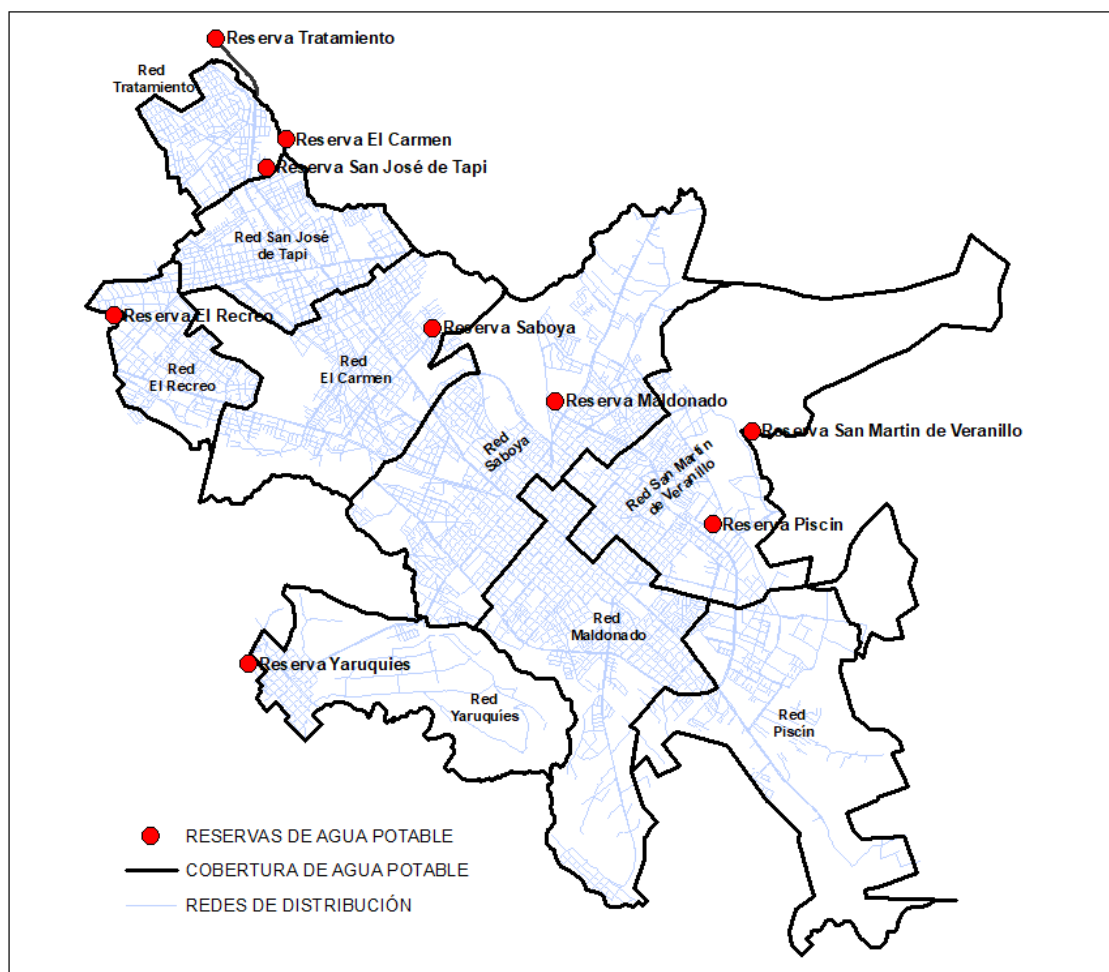 Reserva Tratamiento
Red
Tratamiento
Reserva El Carmen
Reserva San José de Tapi
Red San José
de Tapi
Reserva El Recreo
Reserva Saboya
Red
El Recreo
Red
El Carmen
Reserva Maldonado
Reserva San Martin de Veranillo
Red
Saboya
Red San Martín
de Veranillo
Reserva Piscin
Red
Maldonado
Reserva Yaruquies
Red
Yaruquíes
Red
Piscín
RESERVAS DE AGUA POTABLE
COBERTURA DE AGUA POTABLE
REDES DE DISTRIBUCIÓN